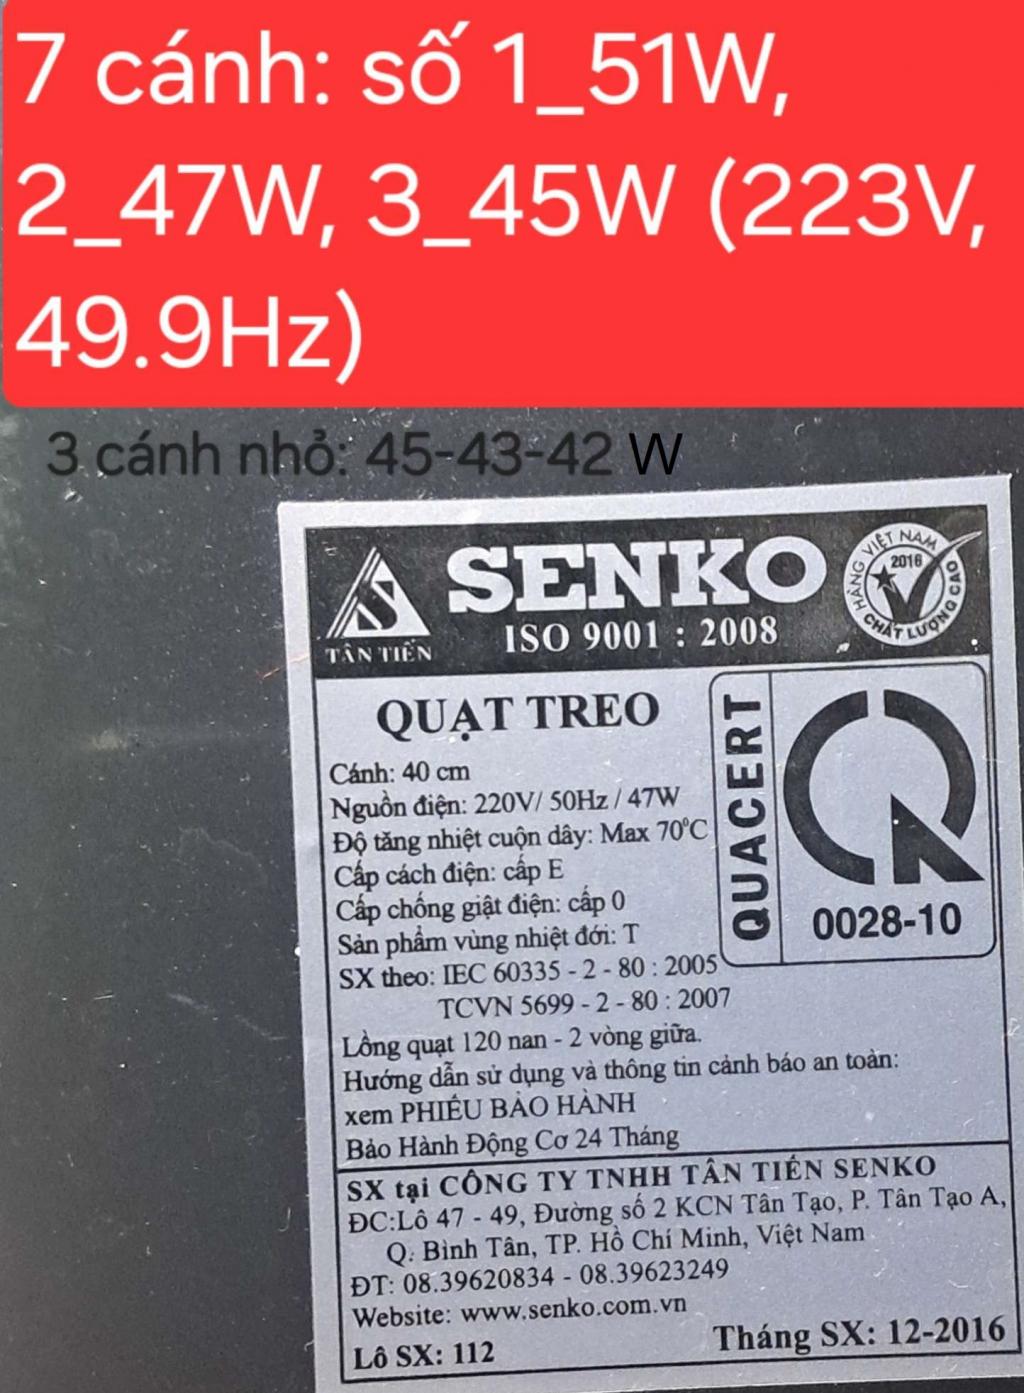 7 cánh: số 1_51W,
2_47W, 3_45W (223V,
49.9Hz)
3 cánh nhỏ: 45-43-42 W
TÂN TIẾN
SENKO
ISO 9001 : 2008
HÀNG VIỆT NAM
2016
CHẤT LƯỢNG CAO
QUẠT TREO
Cánh: 40 cm
Nguồn điện: 220V/ 50Hz / 47W
Độ tăng nhiệt cuộn dây: Max 70⁰C
Cấp cách điện: cấp E
Cấp chống giật điện: cấp 0
Sản phẩm vùng nhiệt đới: T
SX theo: IEC 60335 - 2 - 80 : 2005
TCVN 5699 - 2 - 80 : 2007
QUACERT
0028-10
Lồng quạt 120 nan - 2 vòng giữa.
Hướng dẫn sử dụng và thông tin cảnh báo an toàn:
xem PHIẾU BẢO HÀNH
Bảo Hành Động Cơ 24 Tháng
SX tại CÔNG TY TNHH TÂN TIẾN SENKO
ĐC:Lô 47 - 49, Đường số 2 KCN Tân Tạo, P. Tân Tạo A,
Q. Bình Tân, TP. Hồ Chí Minh, Việt Nam
ĐT: 08.39620834 - 08.39623249
Website: www.senko.com.vn
Lô SX: 112
Tháng SX: 12-2016